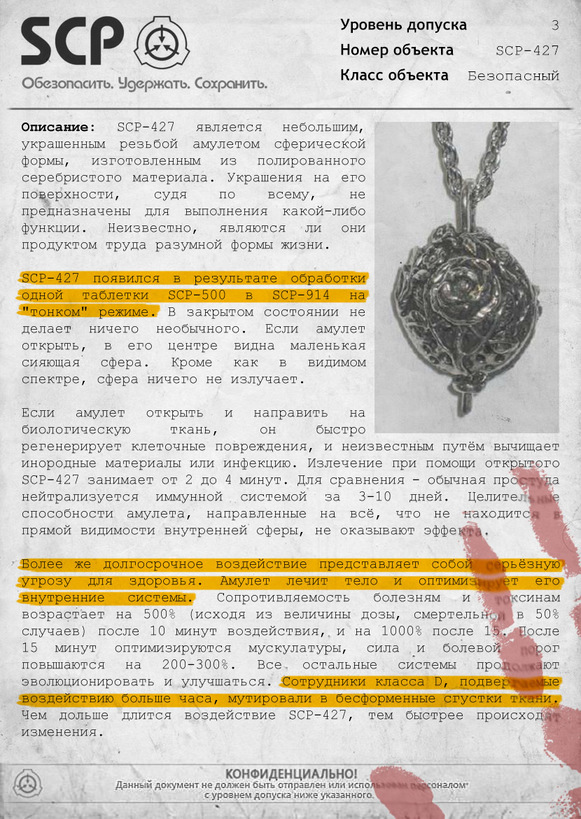 SCP
Обезопасить. Удержать. Сохранить.
Уровень допуска 3
Номер объекта SCP-427
Класс объекта Безопасный
Описание: SCP-427 является небольшим,
украшенным резьбой амулетом сферической
формы, изготовленным из полированного
серебристого материала. Украшения на его
поверхности, судя по всему, не
предназначены для выполнения какой-либо
функции. Неизвестно, являются ли они
продуктом труда разумной формы жизни.
SCP-427 появился в результате обработки
одной таблетки SCP-500 в SCP-914 на
"тонком" режиме. В закрытом состоянии не
делает ничего необычного. Если амулет
открыть, в его центре видна маленькая
сияющая сфера. Кроме как в видимом
спектре, сфера ничего не излучает.
Если амулет открыть и направить на
биологическую ткань, он быстро
регенерирует клеточные повреждения, и неизвестным путём вычищает
инородные материалы или инфекцию. Излечение при помощи открытого
SCP-427 занимает от 2 до 4 минут. Для сравнения - обычная простуда
нейтрализуется иммунной системой за 3-10 дней. Целительные
способности амулета, направленные на всё, что не находится в
прямой видимости внутренней сферы, не оказывают эффекта.
Более же долгосрочное воздействие представляет собой серьёзную
угрозу для здоровья. Амулет лечит тело и оптимизирует его
внутренние системы. Сопротивляемость болезням и токсинам
возрастает на 500% (исходя из величины дозы, смертельной в 50%
случаев) после 10 минут воздействия, и на 1000% после 15. После
15 минут оптимизируются мускулатуры, сила и болевой порог
повышаются на 200-300%. Все остальные системы продолжают
эволюционировать и улучшаться. Сотрудники класса D, подвергаемые
воздействию больше часа, мутировали в бесформенные сгустки ткани.
Чем дольше длится воздействие SCP-427, тем быстрее происходят
изменения.
КОНФИДЕНЦИАЛЬНО!
Данный документ не должен быть отправлен или использован персоналом
с уровнем допуска ниже указанного.